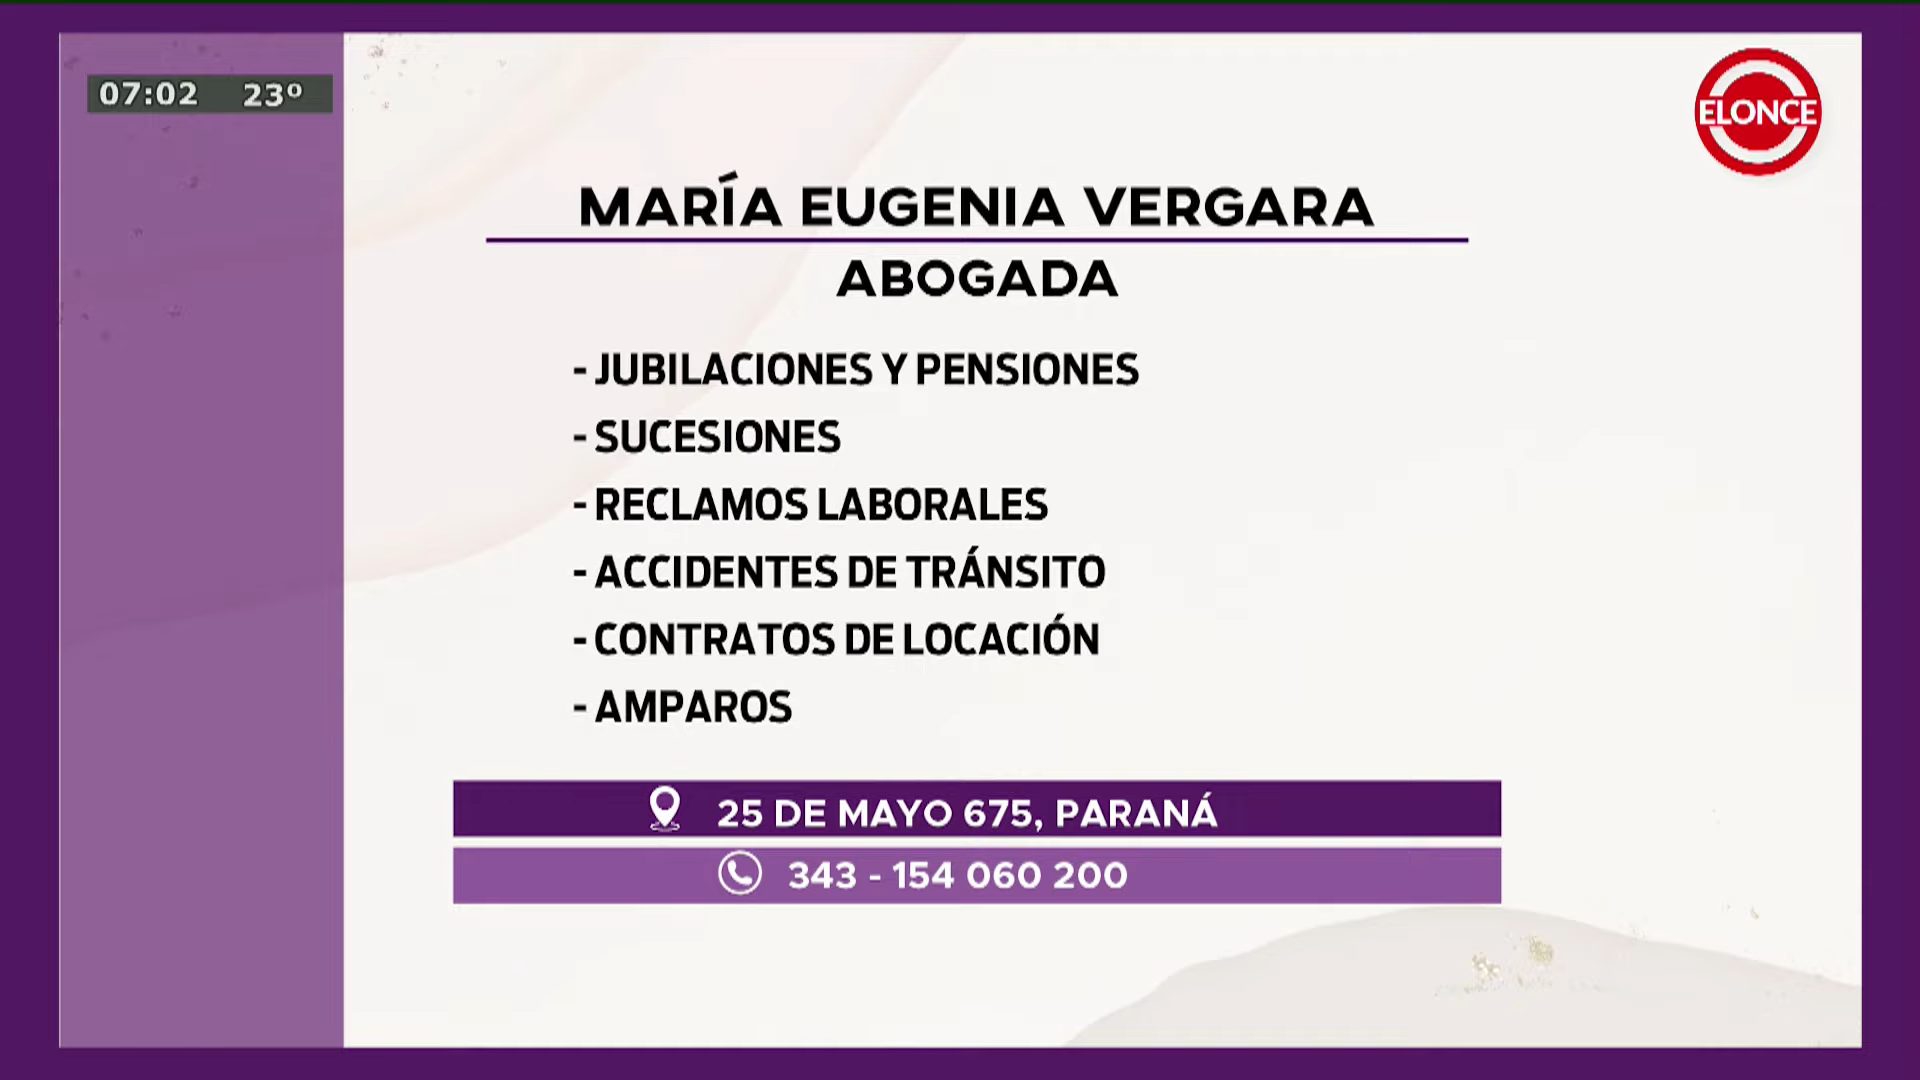 07:02 23º
ELONCE
MARÍA EUGENIA VERGARA
ABOGADA
- JUBILACIONES Y PENSIONES
- SUCESIONES
- RECLAMOS LABORALES
- ACCIDENTES DE TRÁNSITO
- CONTRATOS DE LOCACIÓN
- AMPAROS
25 DE MAYO 675, PARANÁ
343 - 154 060 200